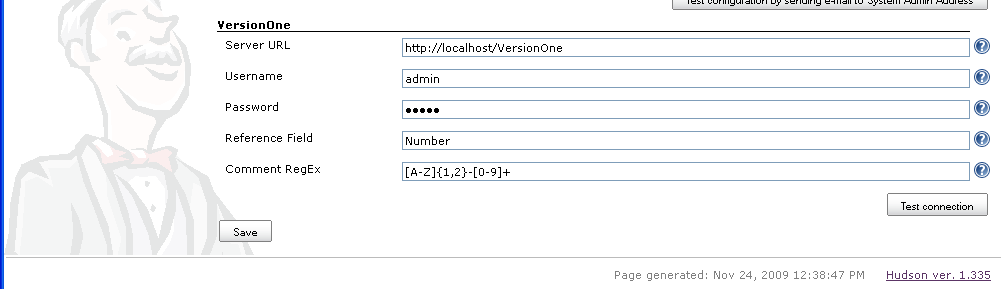 Test configuration by sending e-mail to System Admin Address
VersionOne
Server URL http://localhost/VersionOne
Username admin
Password •••••
Reference Field Number
Comment RegEx [A-Z]{1,2}-[0-9]+
Test connection
Save
Page generated: Nov 24, 2009 12:38:47 PM Hudson ver. 1.335